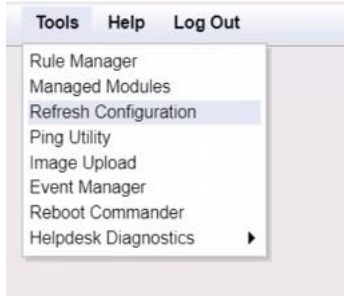 Tools Help Log Out
Rule Manager
Managed Modules
Refresh Configuration
Ping Utility
Image Upload
Event Manager
Reboot Commander
Helpdesk Diagnostics